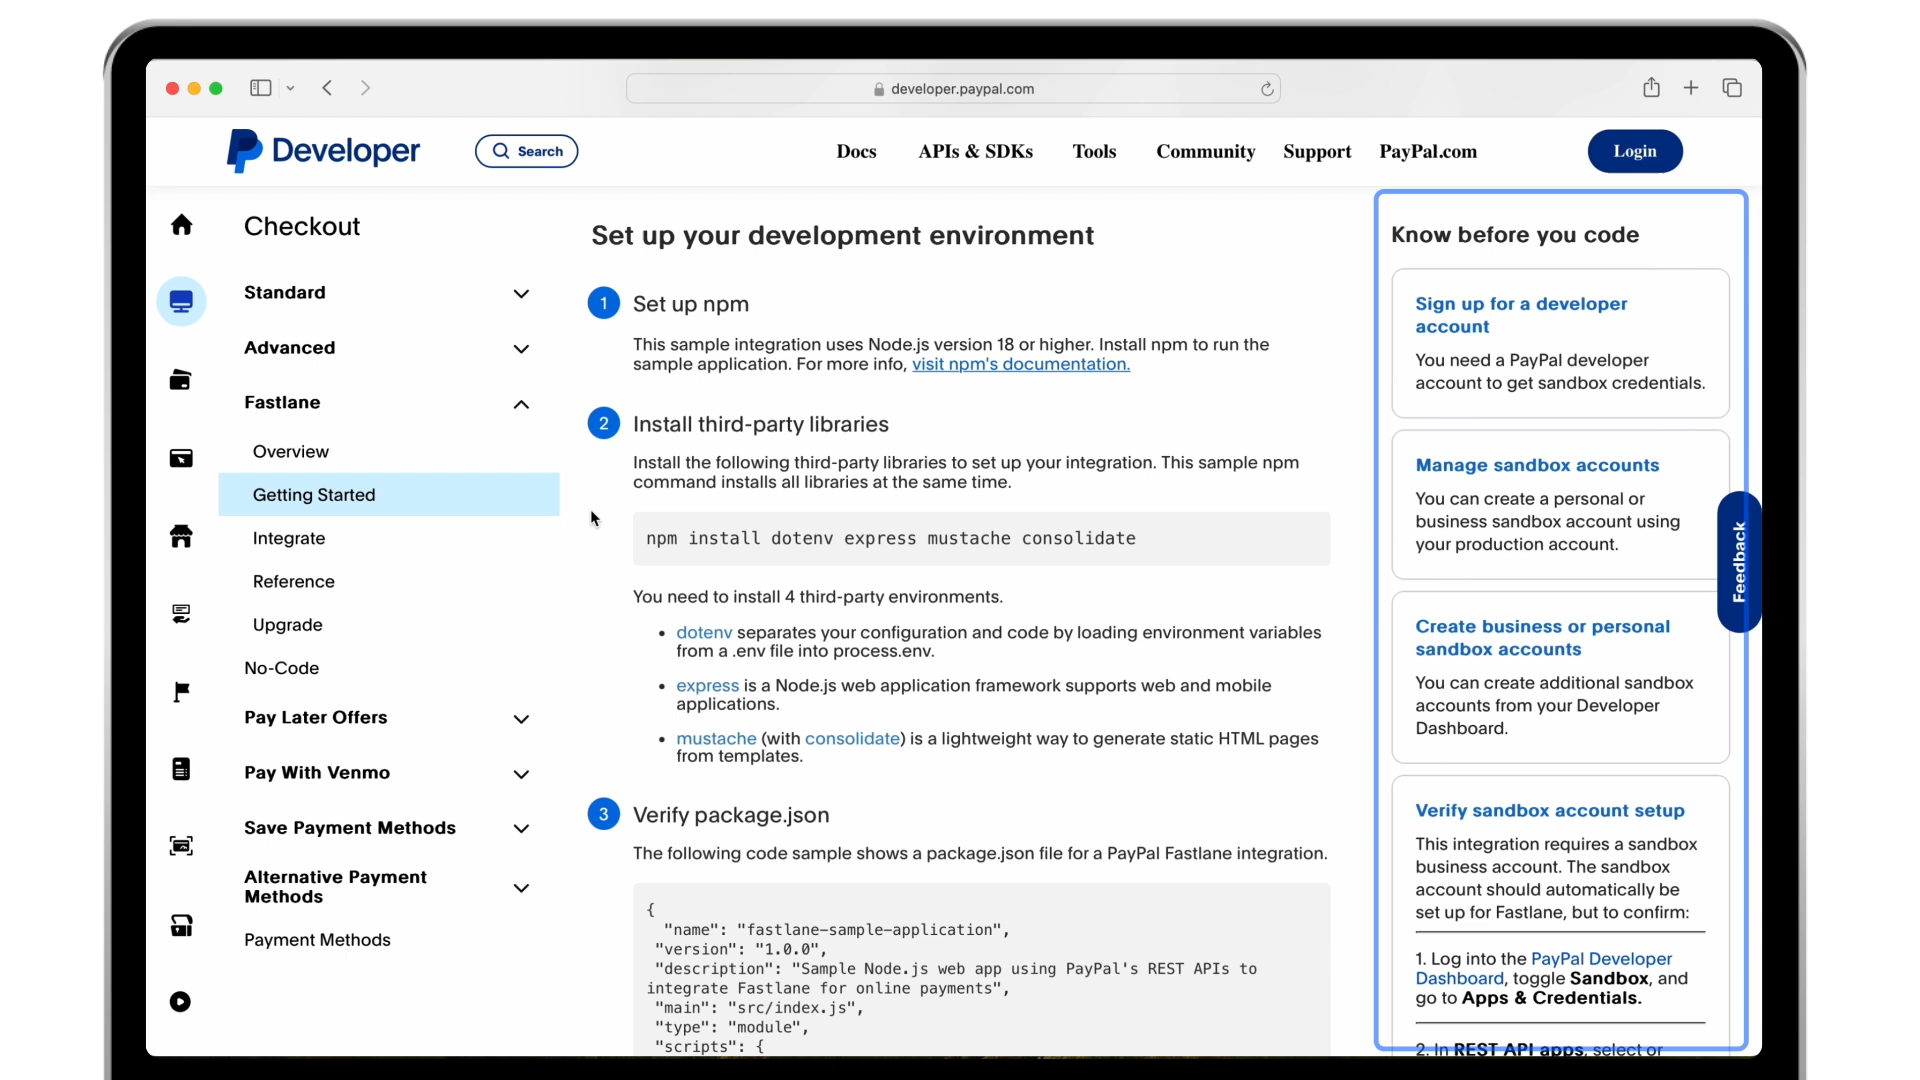 developer.paypal.com
Developer
Search
Docs
APIs & SDKs
Tools
Community
Support
PayPal.com
Login
Checkout
Standard
Advanced
Fastlane
Overview
Getting Started
Integrate
Reference
Upgrade
No-Code
Pay Later Offers
Pay With Venmo
Save Payment Methods
Alternative Payment
Methods
Payment Methods
Set up your development environment
1 Set up npm
This sample integration uses Node.js version 18 or higher. Install npm to run the
sample application. For more info, visit npm's documentation.
2 Install third-party libraries
Install the following third-party libraries to set up your integration. This sample npm
command installs all libraries at the same time.
npm install dotenv express mustache consolidate
You need to install 4 third-party environments.
• dotenv separates your configuration and code by loading environment variables
from a .env file into process.env.
• express is a Node.js web application framework supports web and mobile
applications.
• mustache (with consolidate) is a lightweight way to generate static HTML pages
from templates.
3 Verify package.json
The following code sample shows a package.json file for a PayPal Fastlane integration.
{
"name": "fastlane-sample-application",
"version": "1.0.0",
"description": "Sample Node.js web app using PayPal's REST APIs to
integrate Fastlane for online payments",
"main": "src/index.js",
"type": "module",
"scripts": {
Know before you code
Sign up for a developer
account
You need a PayPal developer
account to get sandbox credentials.
Manage sandbox accounts
You can create a personal or
business sandbox account using
your production account.
Create business or personal
sandbox accounts
You can create additional sandbox
accounts from your Developer
Dashboard.
Verify sandbox account setup
This integration requires a sandbox
business account. The sandbox
account should automatically be
set up for Fastlane, but to confirm:
1. Log into the PayPal Developer
Dashboard, toggle Sandbox, and
go to Apps & Credentials.
2. In REST API apps, select or
Feedback